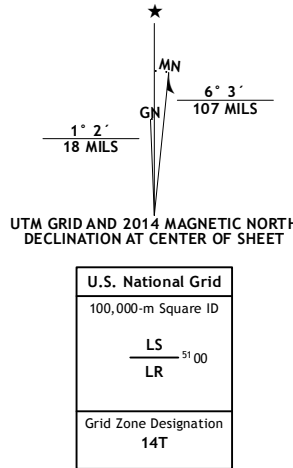 ★
MN
GN
6° 3´
107 MILS
1° 2´
18 MILS
UTM GRID AND 2014 MAGNETIC NORTH
DECLINATION AT CENTER OF SHEET
U.S. National Grid
100,000-m Square ID
LS
51 00
LR
Grid Zone Designation
14T